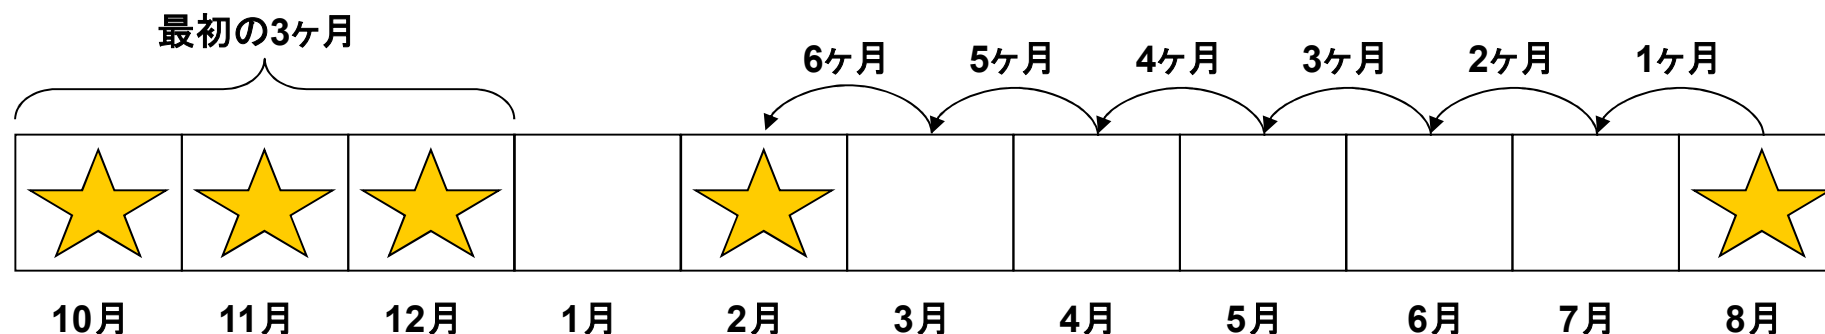 最初の3ヶ月
6ヶ月 5ヶ月 4ヶ月 3ヶ月 2ヶ月 1ヶ月
10月 11月 12月 1月 2月 3月 4月 5月 6月 7月 8月